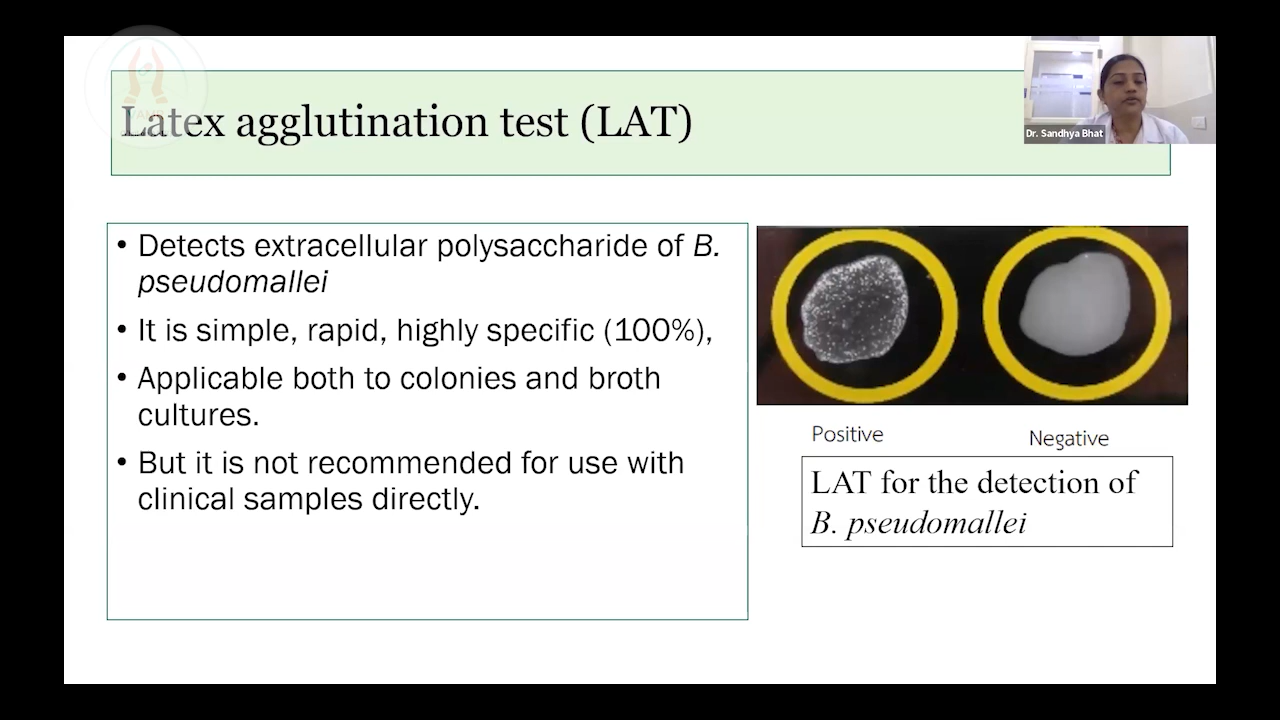 Latex agglutination test (LAT)
Dr. Sandhya Bhat
• Detects extracellular polysaccharide of B.
pseudomallei
• It is simple, rapid, highly specific (100%),
• Applicable both to colonies and broth
cultures.
• But it is not recommended for use with
clinical samples directly.
Positive
Negative
LAT for the detection of
B. pseudomallei